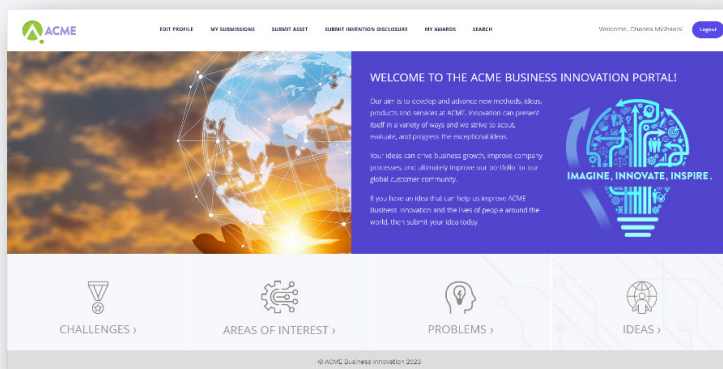 ACME
EDIT PROFILE MY SUBMISSIONS SUBMIT ASSET SUBMIT INVENTION DISCLOSURE MY AWARDS SEARCH
Welcome, Charles Michaels!
Logout
WELCOME TO THE ACME BUSINESS INNOVATION PORTAL!
Our aim is to develop and advance new methods, ideas,
products and services at ACME. Innovation can present
itself in a variety of ways and we strive to scout,
evaluate, and progress the exceptional ideas.
Your ideas can drive business growth, improve company
processes, and ultimately improve our portfolio for our
global customer community.
If you have an idea that can help us improve ACME
Business Innovation and the lives of people around the
world, then submit your idea today.
IMAGINE, INNOVATE, INSPIRE.
CHALLENGES ›
AREAS OF INTEREST ›
PROBLEMS ›
IDEAS ›
© ACME Business Innovation 2023